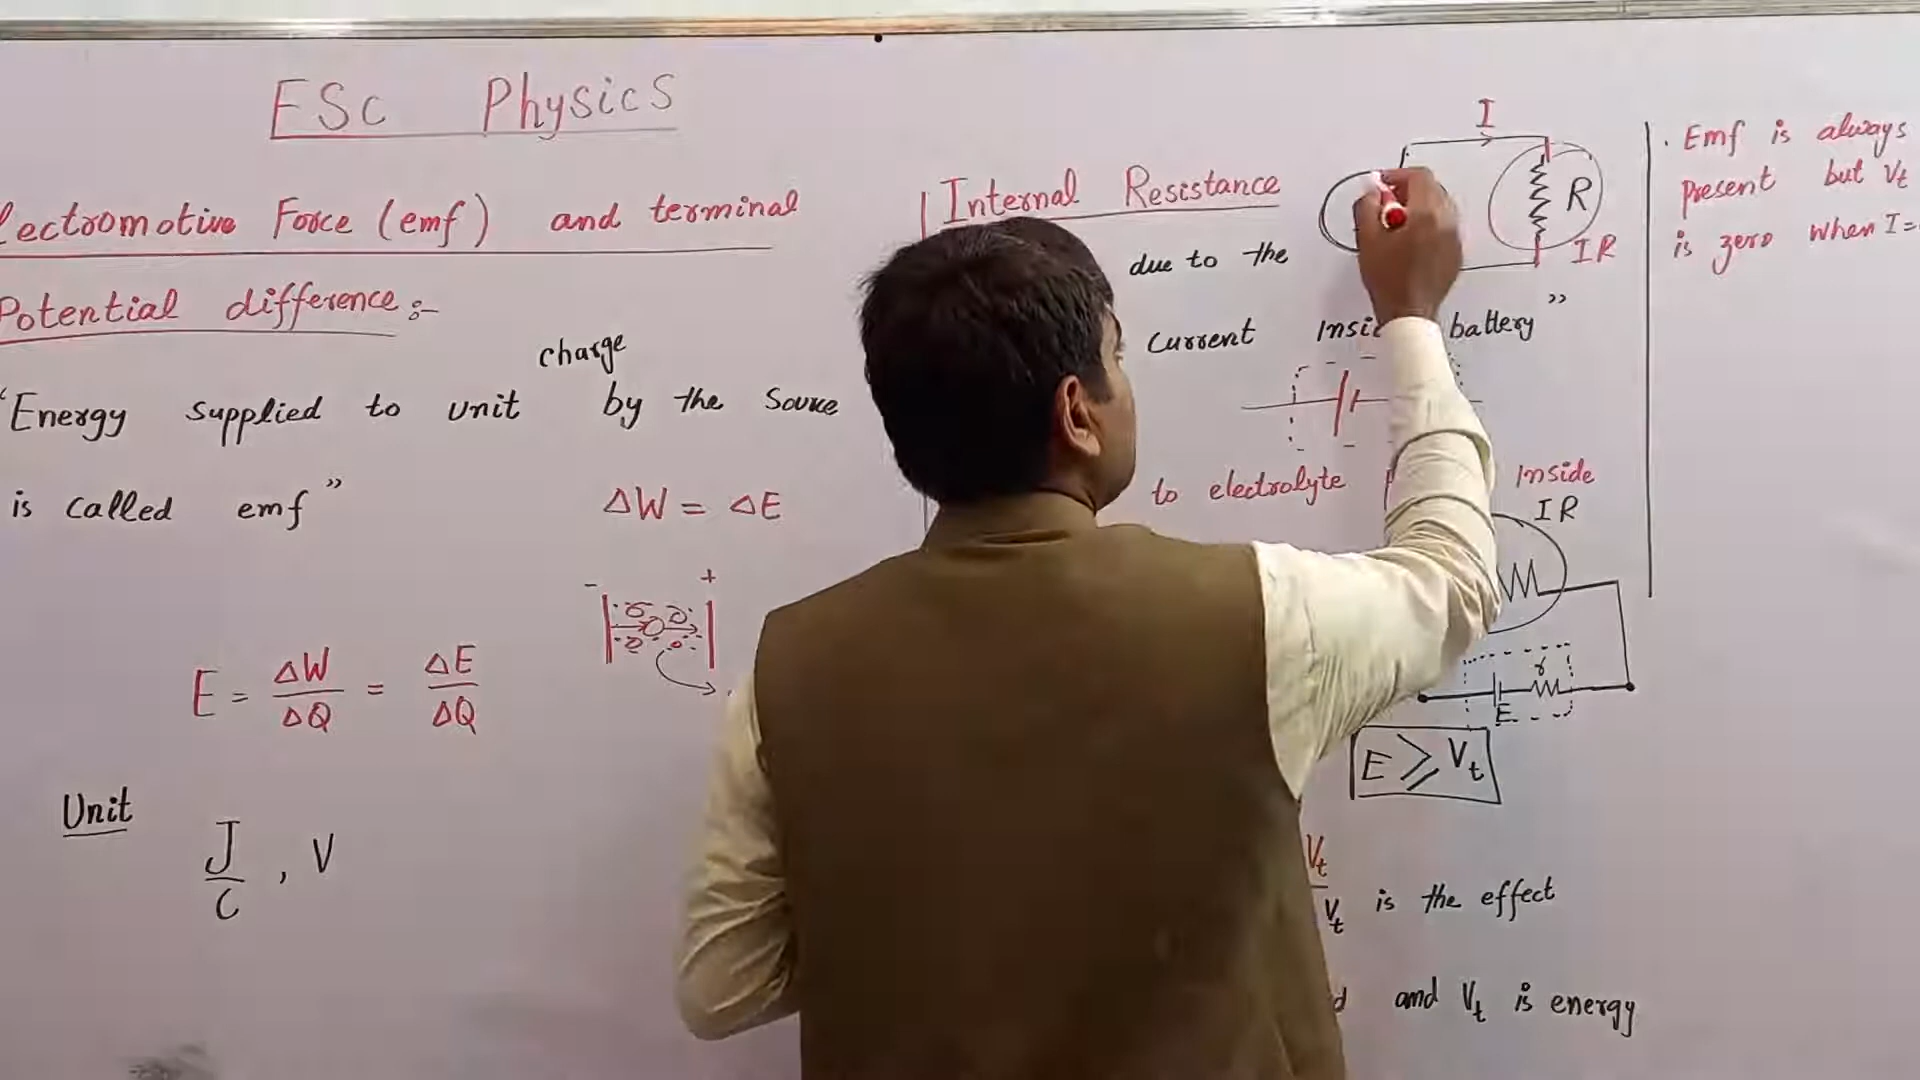 ESc Physics
lectromotive Force (emf) and terminal
Potential difference :-
charge
"Energy supplied to unit by the Source
is called emf"
ΔW = ΔE
- +
E = ΔW/ΔQ = ΔE/ΔQ
Unit
J/C , V
Internal Resistance
due to the
Current battery"
to electrolyte
I
R
IR
Inside
IR
r
E
E ⩾ Vt
Vt
Vt is the effect
and Vt is energy
. Emf is always
Present but Vt
is zero when I =